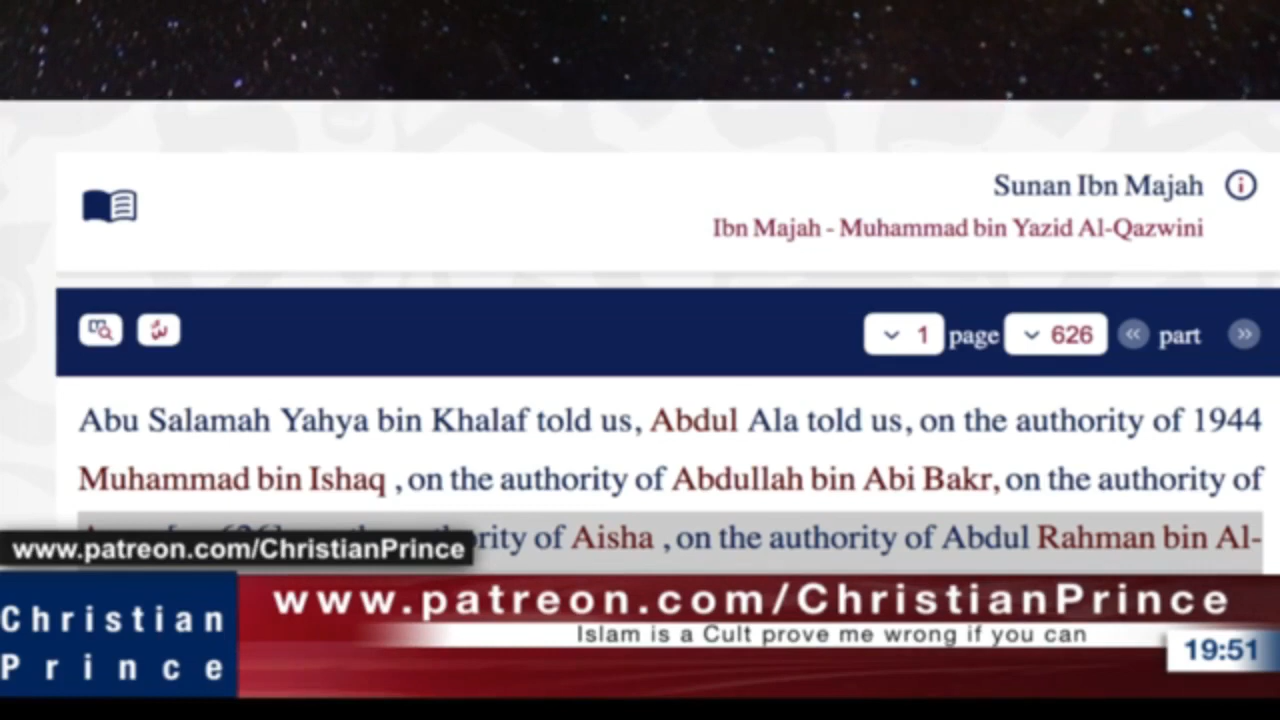 Sunan Ibn Majah
Ibn Majah - Muhammad bin Yazid Al-Qazwini
1 page 626 part
Abu Salamah Yahya bin Khalaf told us, Abdul Ala told us, on the authority of 1944
Muhammad bin Ishaq , on the authority of Abdullah bin Abi Bakr, on the authority of
of Aisha , on the authority of Abdul Rahman bin Al-
www.patreon.com/ChristianPrince
Christian
Prince
www.patreon.com/ChristianPrince
Islam is a Cult prove me wrong if you can
19:51